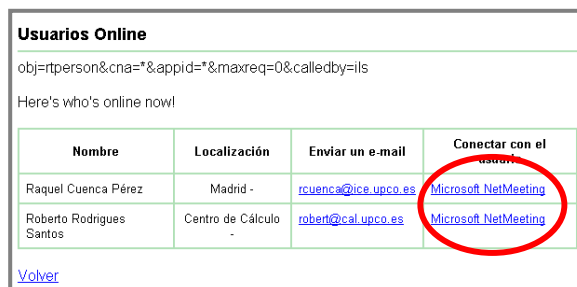 Usuarios Online
obj=rtperson&cna=*&appid=*&maxreq=0&calledby=ils
Here's who's online now!
Nombre Localización Enviar un e-mail Conectar con el
usuario
Raquel Cuenca Pérez Madrid - rcuenca@ice.upco.es Microsoft NetMeeting
Roberto Rodrigues Centro de Cálculo robert@cal.upco.es Microsoft NetMeeting
Santos -
Volver